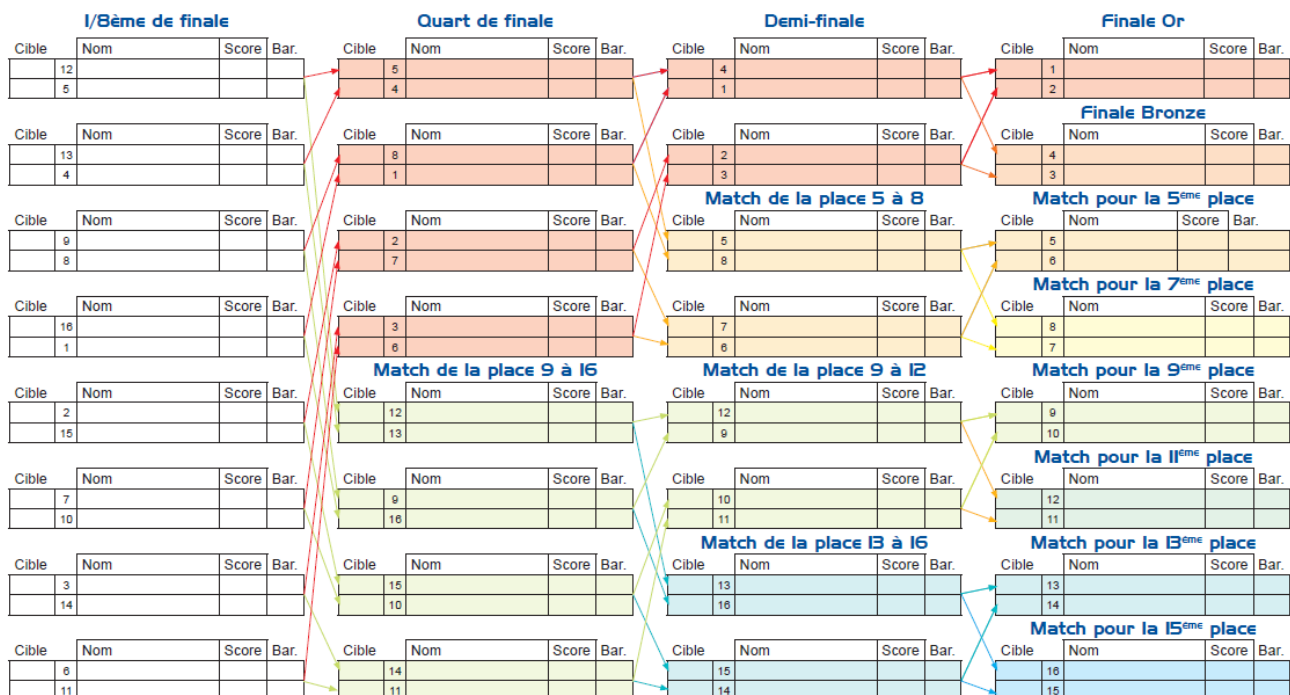 1/8ème de finale Quart de finale Demi-finale Finale Or
Cible Nom Score Bar. Cible Nom Score Bar. Cible Nom Score Bar. Cible Nom Score Bar.
12 5 4 1
5 4 1 2
Finale Bronze
Cible Nom Score Bar. Cible Nom Score Bar. Cible Nom Score Bar. Cible Nom Score Bar.
13 8 2 4
4 1 3 3
Match de la place 5 à 8 Match pour la 5ème place
Cible Nom Score Bar. Cible Nom Score Bar. Cible Nom Score Bar. Cible Nom Score Bar.
9 2 5 5
8 7 8 6
Match pour la 7ème place
Cible Nom Score Bar. Cible Nom Score Bar. Cible Nom Score Bar. Cible Nom Score Bar.
16 3 7 8
1 6 6 7
Match de la place 9 à 16 Match de la place 9 à 12 Match pour la 9ème place
Cible Nom Score Bar. Cible Nom Score Bar. Cible Nom Score Bar. Cible Nom Score Bar.
2 12 12 9
15 13 9 10
Match pour la 11ème place
Cible Nom Score Bar. Cible Nom Score Bar. Cible Nom Score Bar. Cible Nom Score Bar.
7 9 10 12
10 16 11 11
Match de la place 13 à 16 Match pour la 13ème place
Cible Nom Score Bar. Cible Nom Score Bar. Cible Nom Score Bar. Cible Nom Score Bar.
3 15 13 13
14 10 16 14
Match pour la 15ème place
Cible Nom Score Bar. Cible Nom Score Bar. Cible Nom Score Bar. Cible Nom Score Bar.
6 14 15 16
11 11 14 15